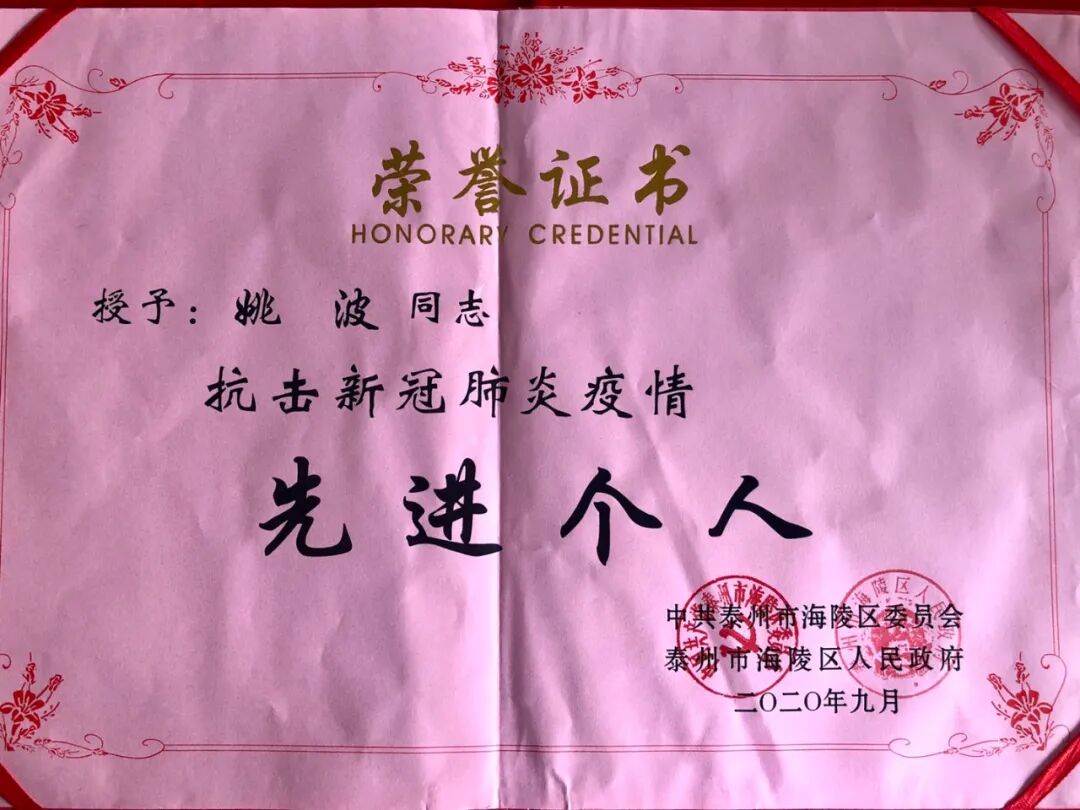 荣誉证书
HONORARY CREDENTIAL
授予：姚 波 同志
抗击新冠肺炎疫情
先进个人
中共泰州市海陵区委员会
泰州市海陵区人民政府
二〇二〇年九月